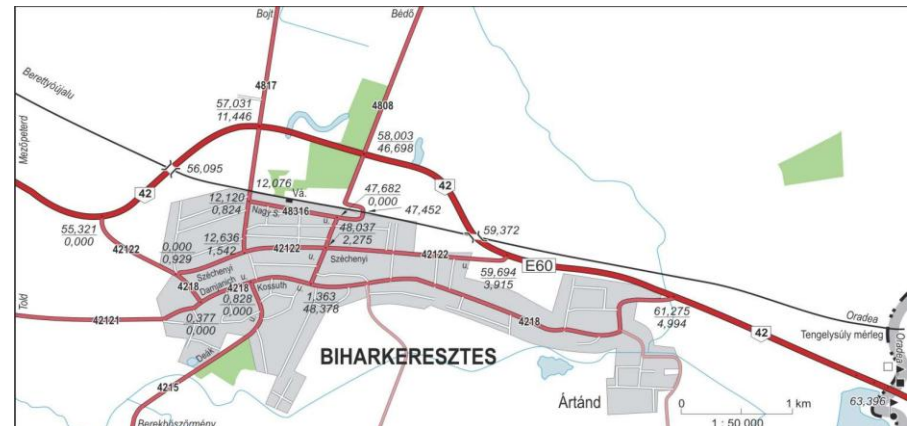 Bojt
Bédő
Berettyóújalu
Mezőpeterd
4817
4808
57,031
11,446
58,003
46,698
56,095
42
42
12,076
Vá.
47,682
0,000
47,452
12,120
0,824
Nagy S.
48316
u.
55,321
0,000
42122
0,000
0,929
12,636
1,542
u.
42122
48,037
2,275
Széchenyi
u.
42122
u.
59,372
59,694
3,915
E60
Széchenyi
4218
Damjanich
4218
u.
Kossuth
u.
0,828
0,000
1,363
48,378
Told
42121
0,377
0,000
u.
Deák
4215
Berekböszörmény
4218
61,275
4,994
42
Oradea
Tengelysúly mérleg
Oradea
BIHARKERESZTES
Ártánd
63,396
0
1 km
1 : 50 000